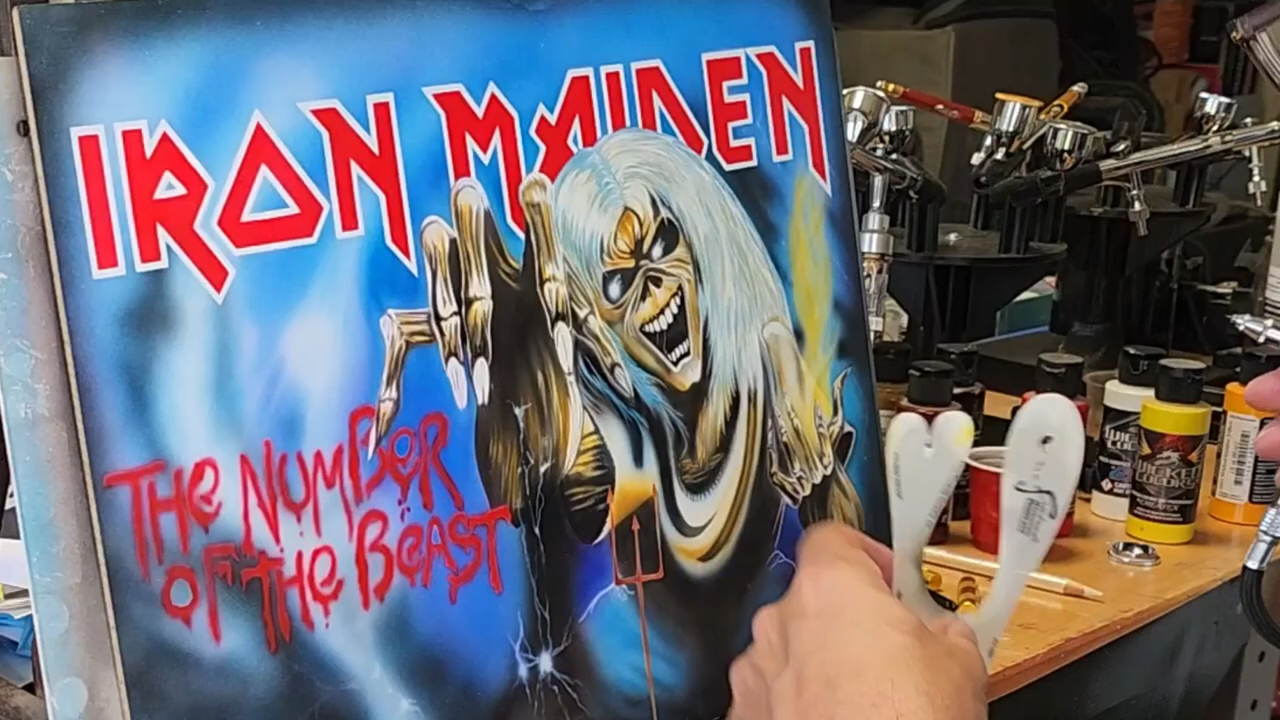 IRON MAIDEN
THE NUMBER
OF THE BEAST
WICKED
COLORS